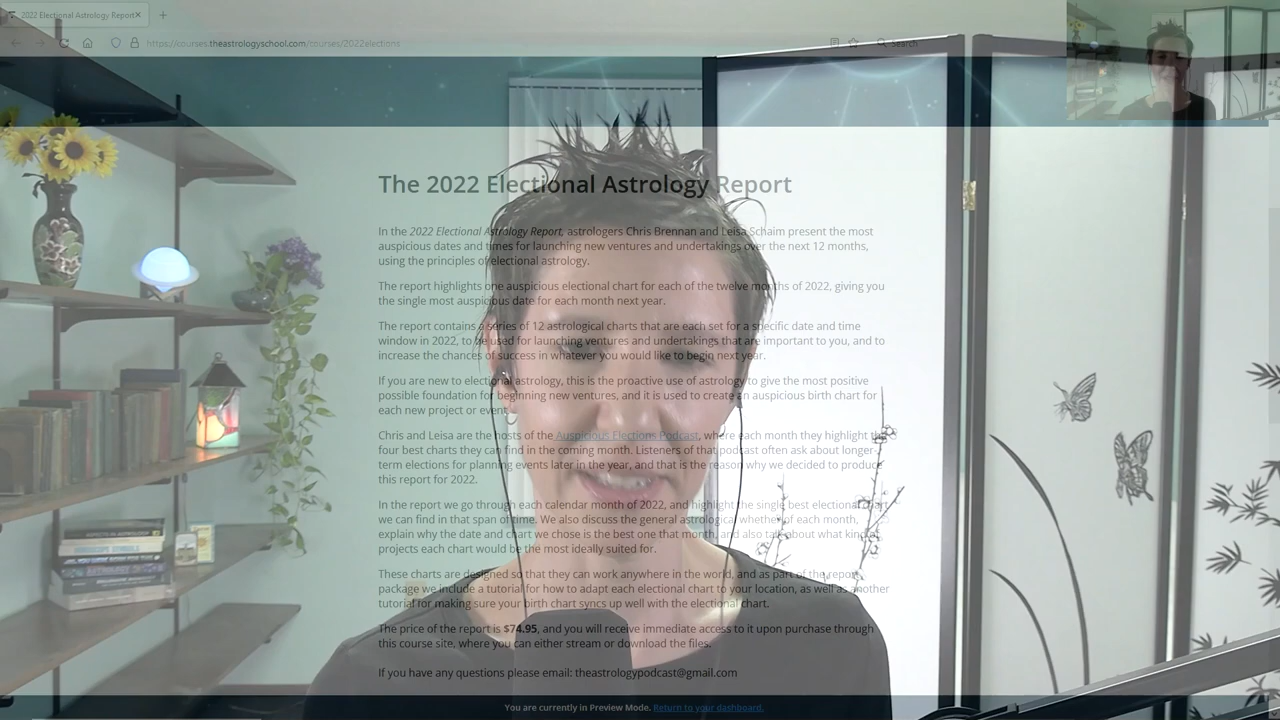 2022 Electional Astrology Report
https://courses.theastrologyschool.com/courses/2022elections
Search
The 2022 Electional Astrology Report
In the 2022 Electional Astrology Report, astrologers Chris Brennan and Leisa Schaim present the most
auspicious dates and times for launching new ventures and undertakings over the next 12 months,
using the principles of electional astrology.
The report highlights one auspicious electional chart for each of the twelve months of 2022, giving you
the single most auspicious date for each month next year.
The report contains a series of 12 astrological charts that are each set for a specific date and time
window in 2022, to be used for launching ventures and undertakings that are important to you, and to
increase the chances of success in whatever you would like to begin next year.
If you are new to electional astrology, this is the proactive use of astrology to give the most positive
possible foundation for beginning new ventures, and it is used to create an auspicious birth chart for
each new project or event.
Chris and Leisa are the hosts of the Auspicious Elections Podcast, where each month they highlight the
four best charts they can find in the coming month. Listeners of that podcast often ask about longer-
term elections for planning events later in the year, and that is the reason why we decided to produce
this report for 2022.
In the report we go through each calendar month of 2022, and highlight the single best electional chart
we can find in that span of time. We also discuss the general astrological whether of each month,
explain why the date and chart we chose is the best one that month, and also talk about what kind of
projects each chart would be the most ideally suited for.
These charts are designed so that they can work anywhere in the world, and as part of the report
package we include a tutorial for how to adapt each electional chart to your location, as well as another
tutorial for making sure your birth chart syncs up well with the electional chart.
The price of the report is $74.95, and you will receive immediate access to it upon purchase through
this course site, where you can either stream or download the files.
If you have any questions please email: theastrologypodcast@gmail.com
You are currently in Preview Mode. Return to your dashboard.